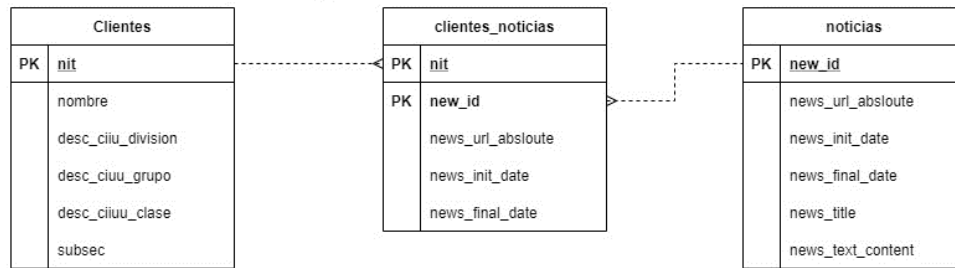 Clientes
PK nit
nombre
desc_ciiu_division
desc_ciuu_grupo
desc_ciiuu_clase
subsec
clientes_noticias
PK nit
PK new_id
news_url_absloute
news_init_date
news_final_date
noticias
PK new_id
news_url_absloute
news_init_date
news_final_date
news_title
news_text_content